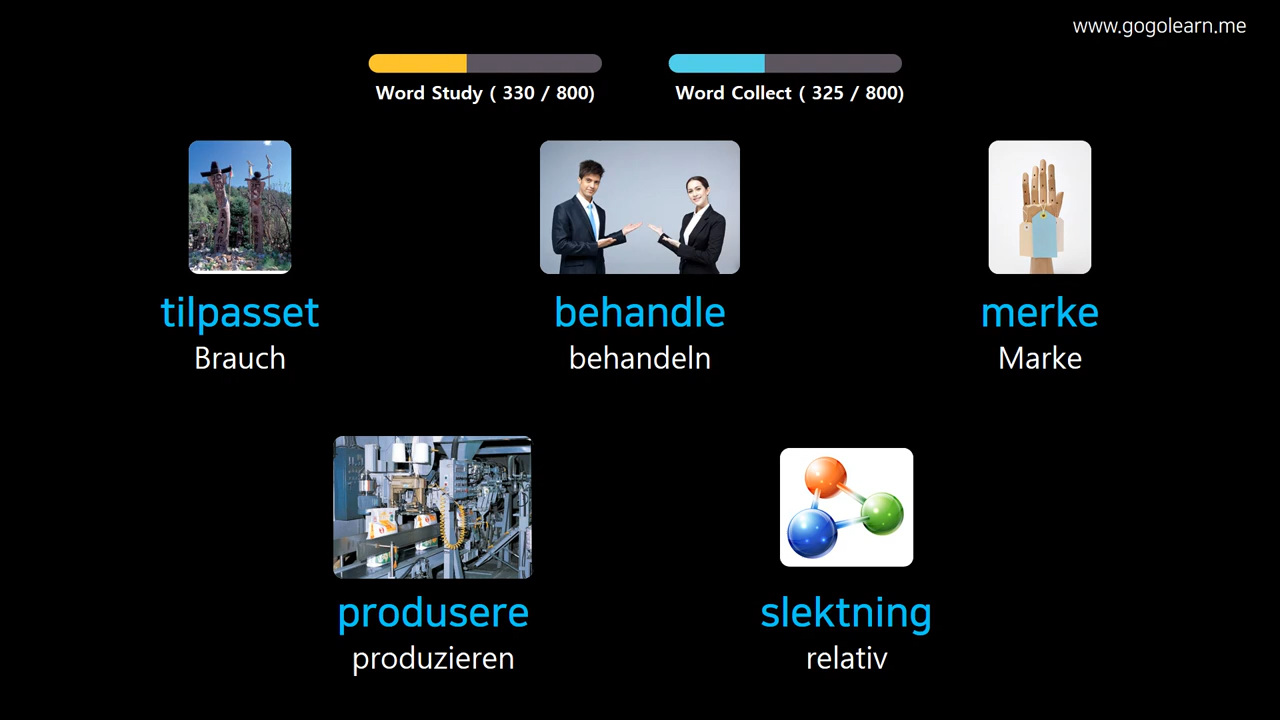 www.gogolearn.me
Word Study ( 330 / 800)
Word Collect ( 325 / 800)
tilpasset
Brauch
behandle
behandeln
merke
Marke
produsere
produzieren
slektning
relativ